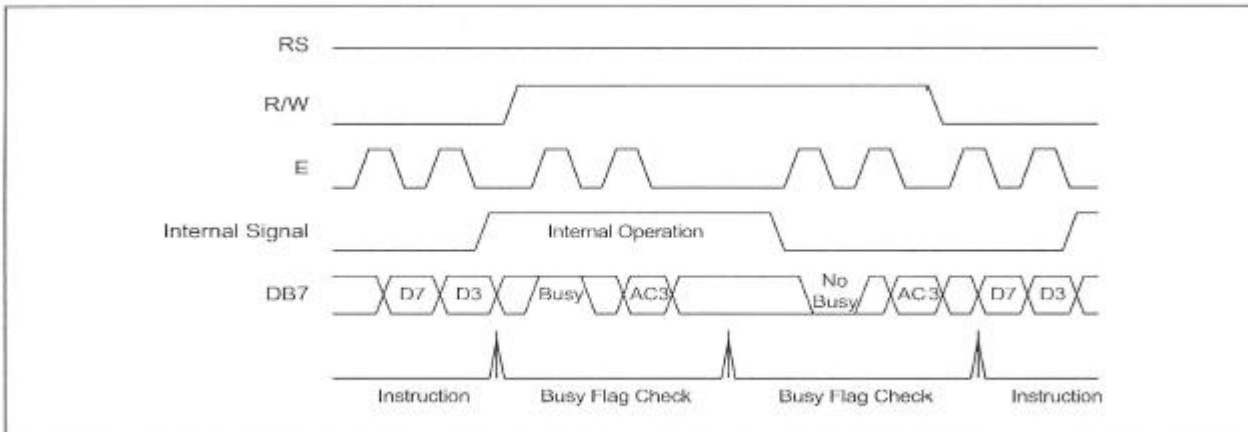 RS
R/W
E
Internal Signal
Internal Operation
DB7
D7
D3
Busy
AC3
No
Busy
AC3
D7
D3
Instruction
Busy Flag Check
Busy Flag Check
Instruction